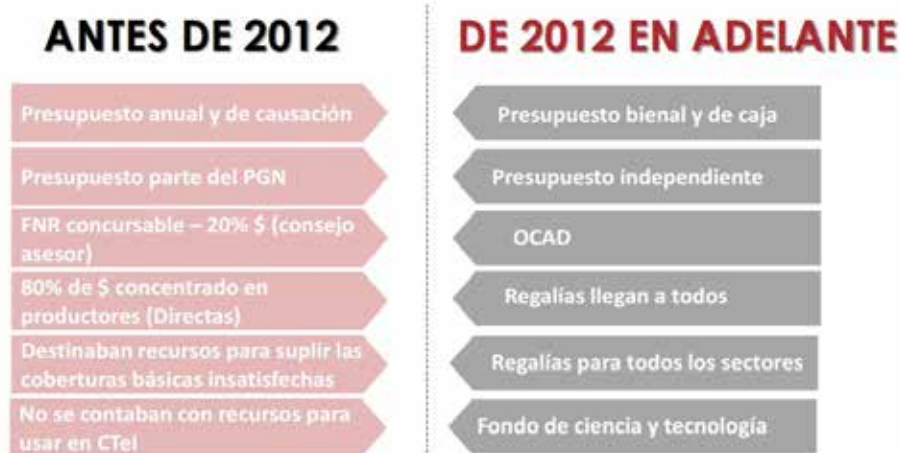 ANTES DE 2012
DE 2012 EN ADELANTE
Presupuesto anual y de causación
Presupuesto bienal y de caja
Presupuesto parte del PGN
Presupuesto independiente
FNR concursable – 20% $ (consejo
asesor)
OCAD
80% de $ concentrado en
productores (Directas)
Regalías llegan a todos
Destinaban recursos para suplir las
coberturas básicas insatisfechas
Regalías para todos los sectores
No se contaban con recursos para
usar en CTeI
Fondo de ciencia y tecnología